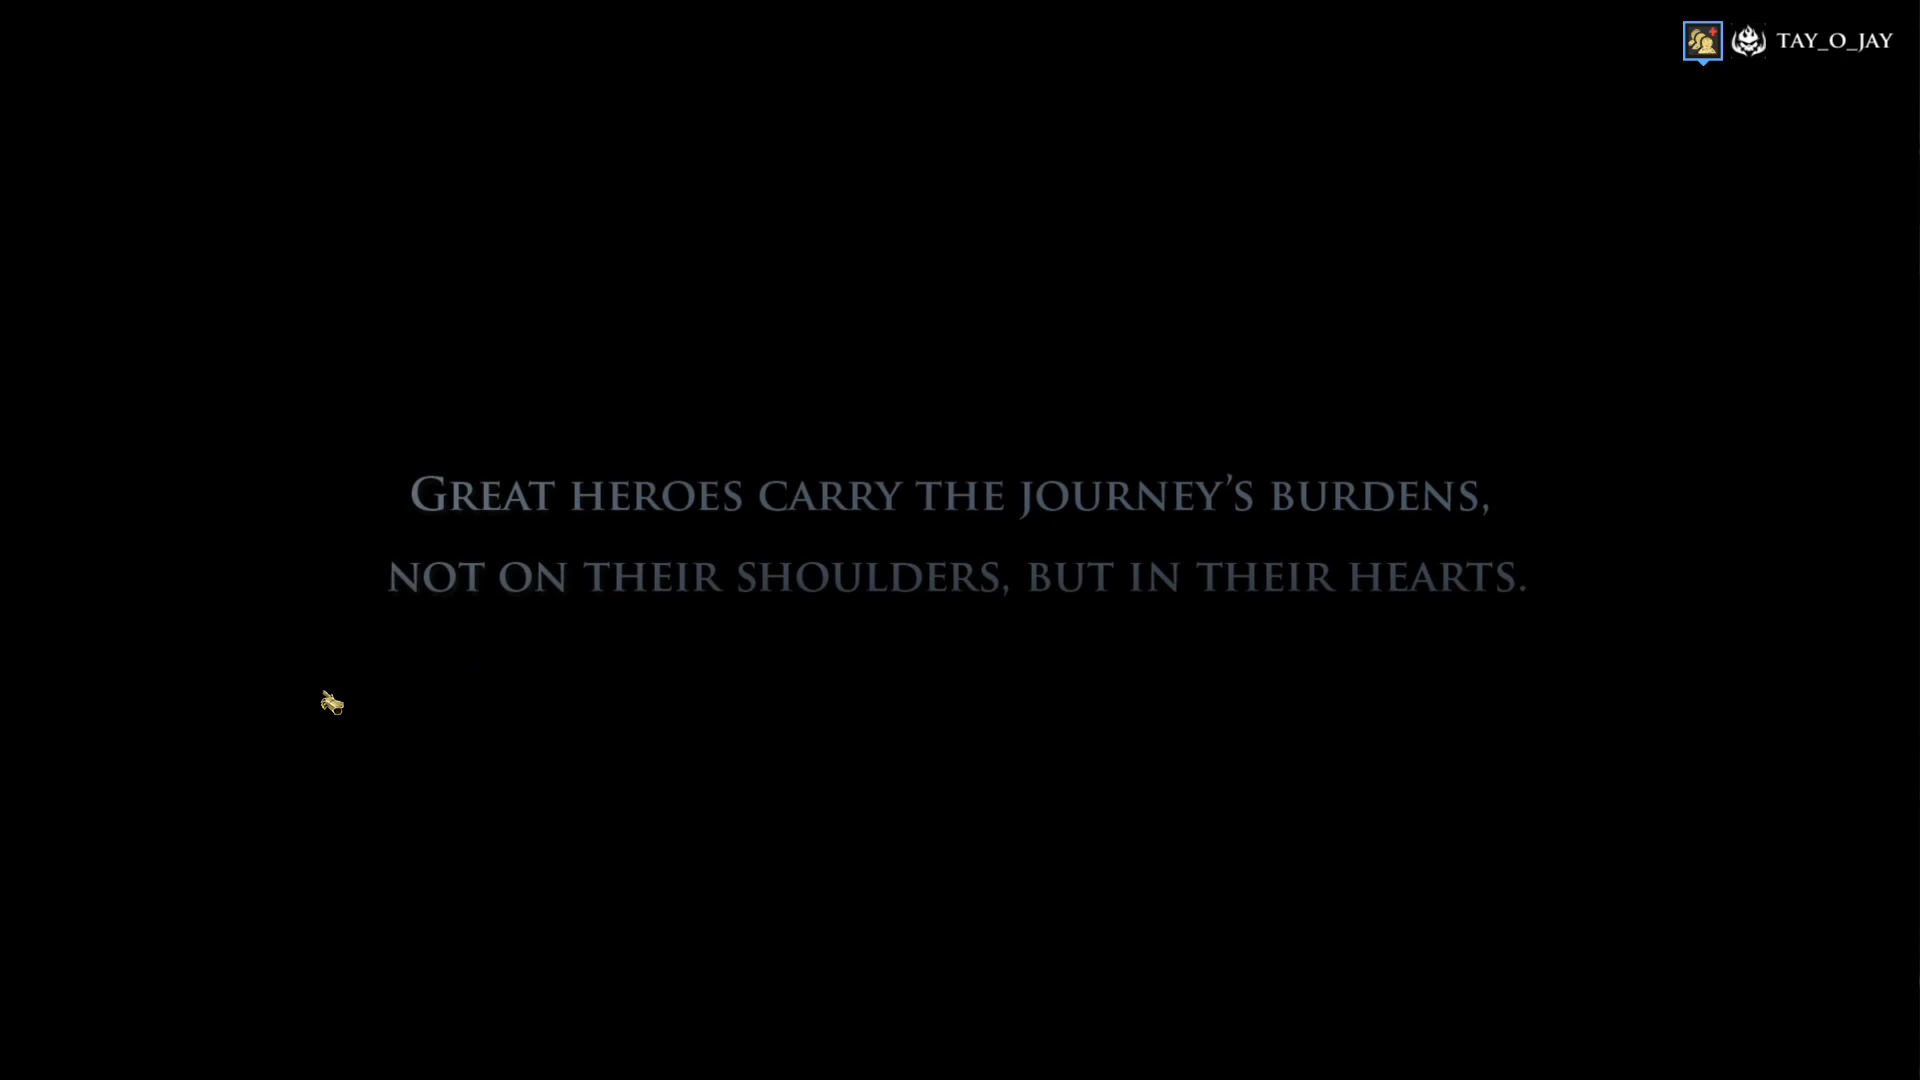 TAY_O_JAY
GREAT HEROES CARRY THE JOURNEY’S BURDENS,
NOT ON THEIR SHOULDERS, BUT IN THEIR HEARTS.